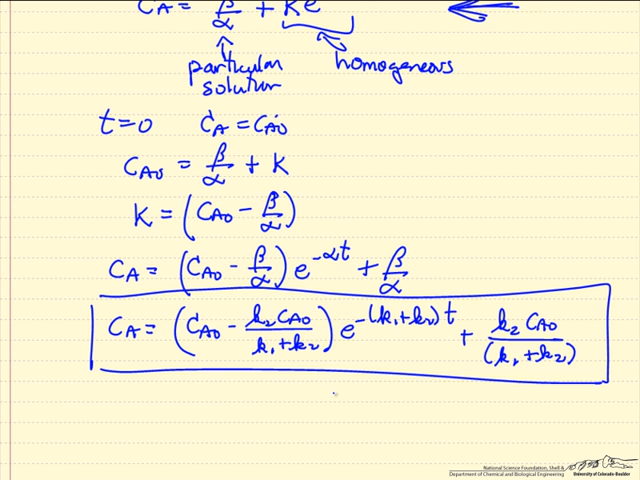 C_A = β/α + Ke
particular solution
homogeneous
t=0 C_A = C_A0
C_A0 = β/α + K
K = (C_A0 − β/α)
C_A = (C_A0 − β/α) e^{−αt} + β/α
C_A = (C_A0 − k_2 C_A0/k_1+k_2) e^{−(k_1+k_2)t} + k_2 C_A0/(k_1+k_2)
National Science Foundation, Shell &
Department of Chemical and Biological Engineering
University of Colorado Boulder